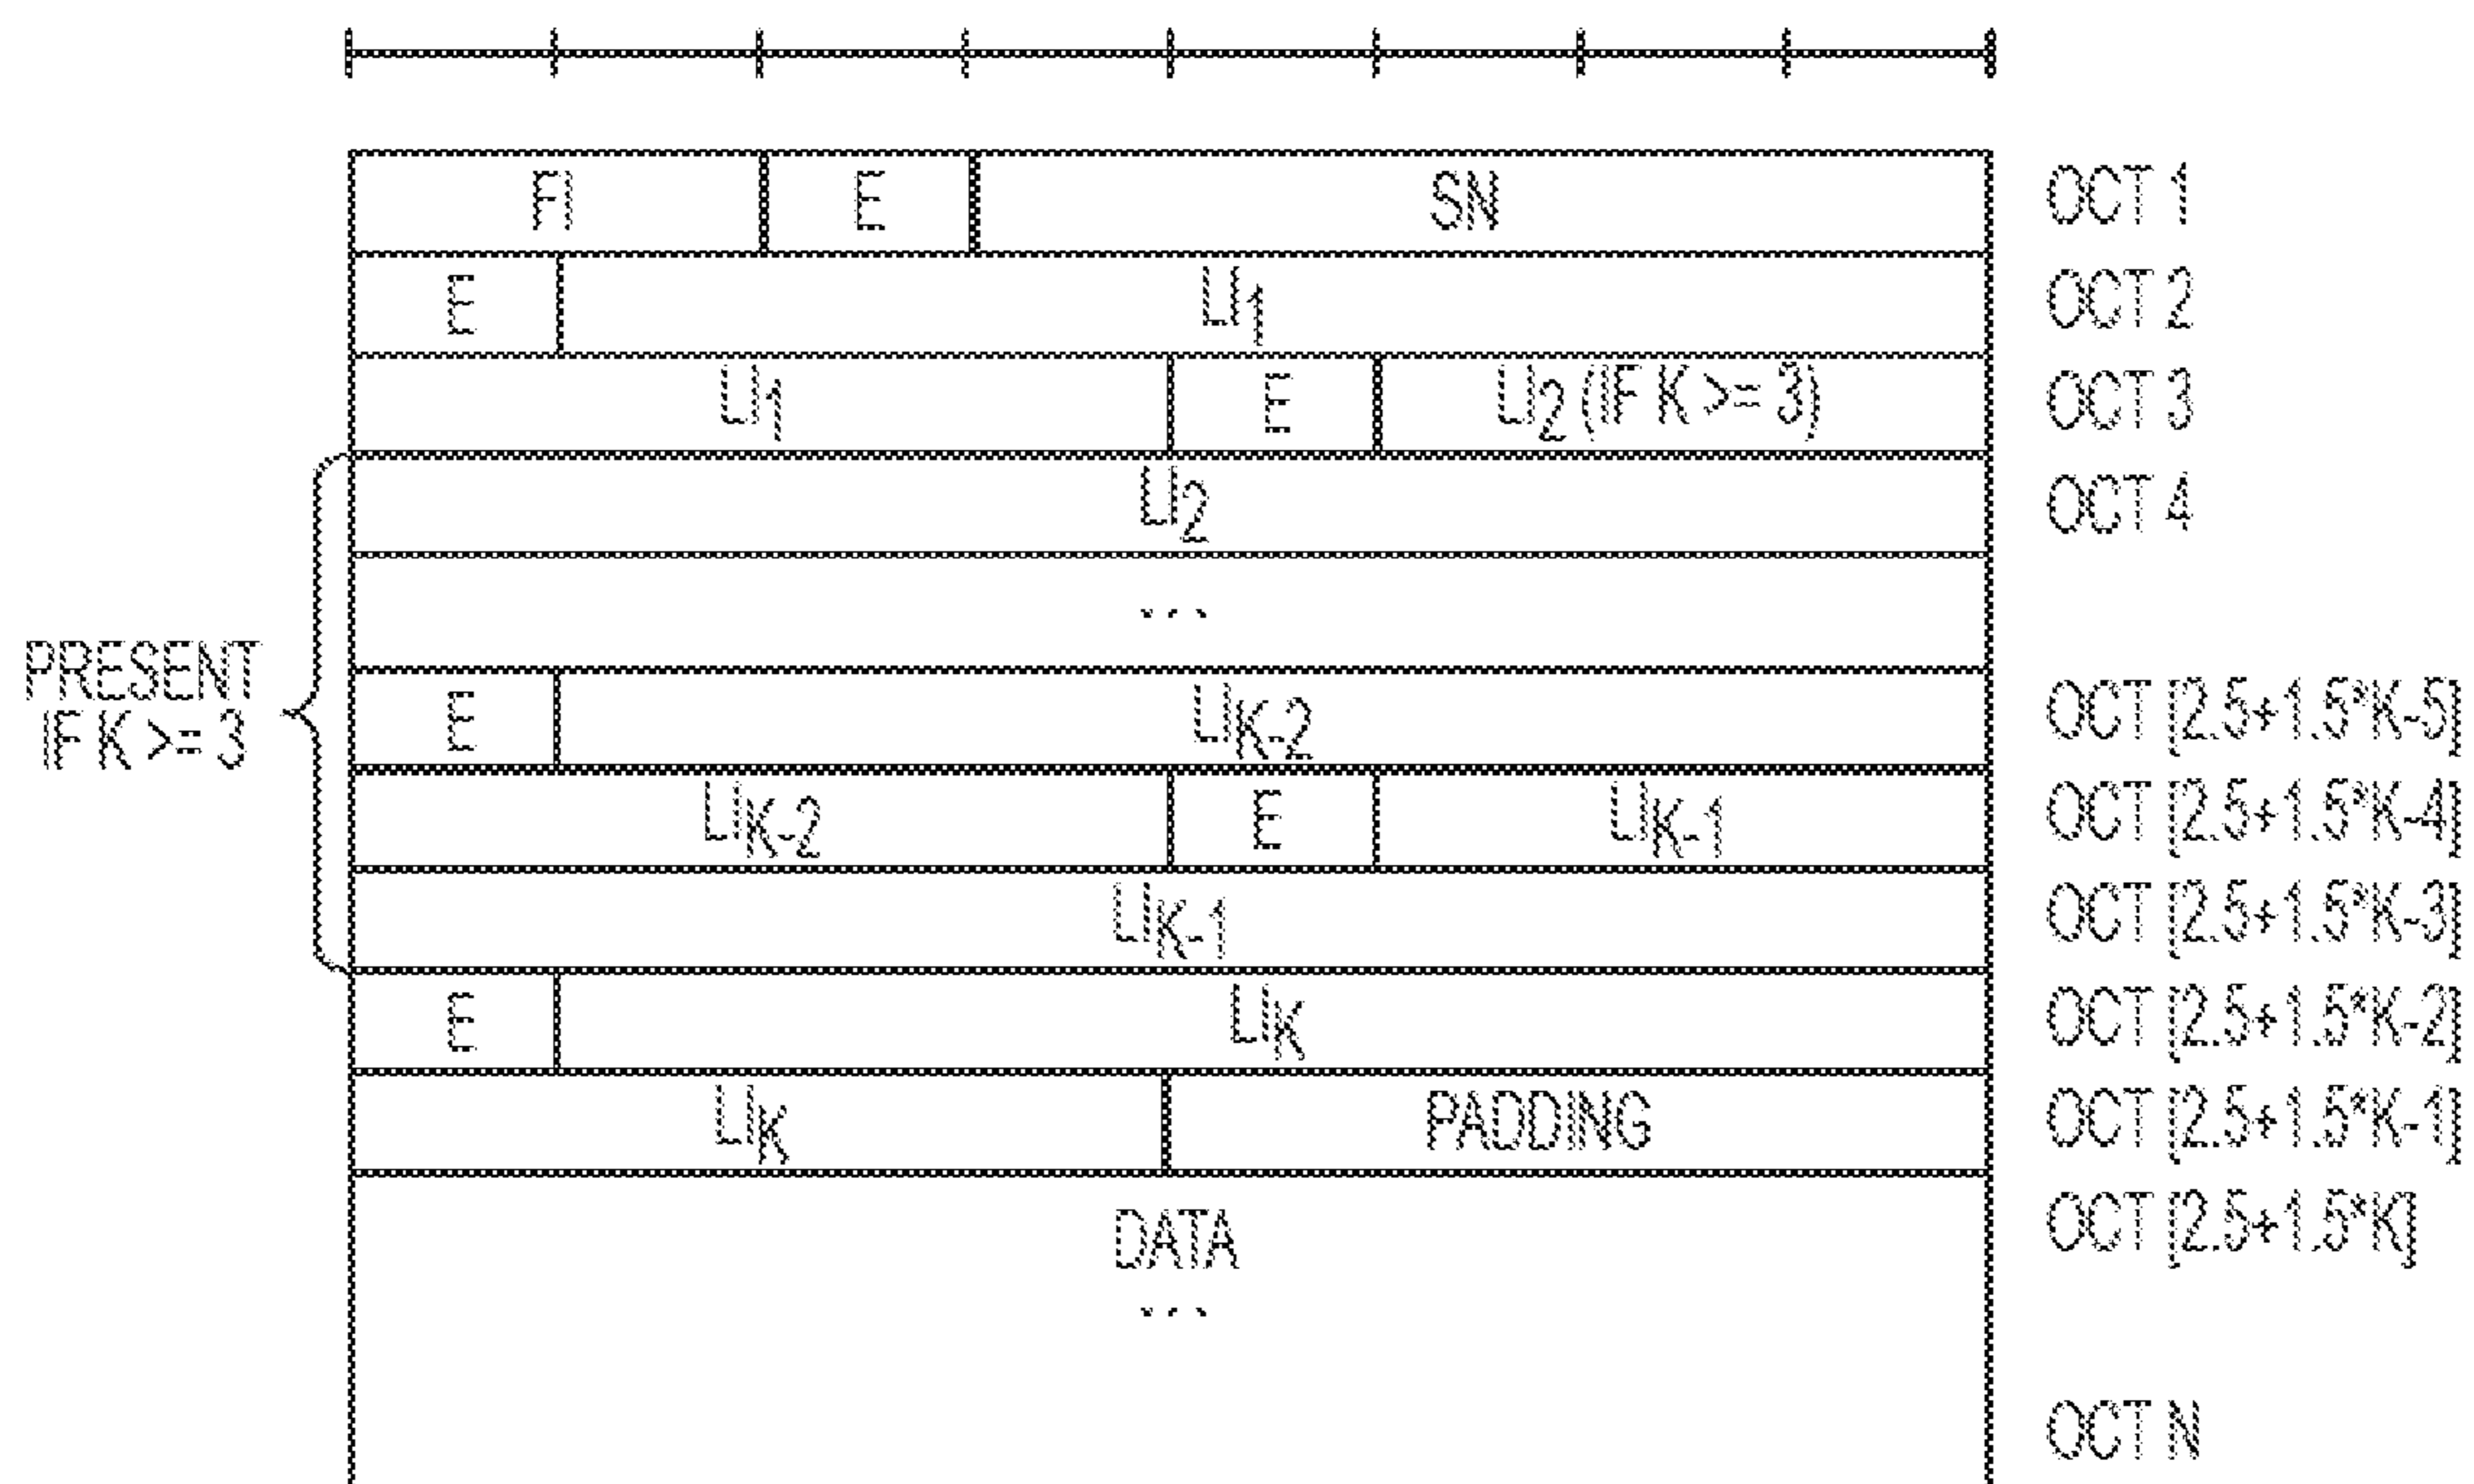 FI E SN OCT 1
E LI1 OCT 2
LI1 E LI2 (IF K >= 3) OCT 3
LI2 OCT 4
...
PRESENT
IF K >= 3
E LIK-2 OCT [2.5+1.5*K-5]
LIK-2 E LIK-1 OCT [2.5+1.5*K-4]
LIK-1 OCT [2.5+1.5*K-3]
E LIK OCT [2.5+1.5*K-2]
LIK PADDING OCT [2.5+1.5*K-1]
DATA OCT [2.5+1.5*K]
...
OCT N